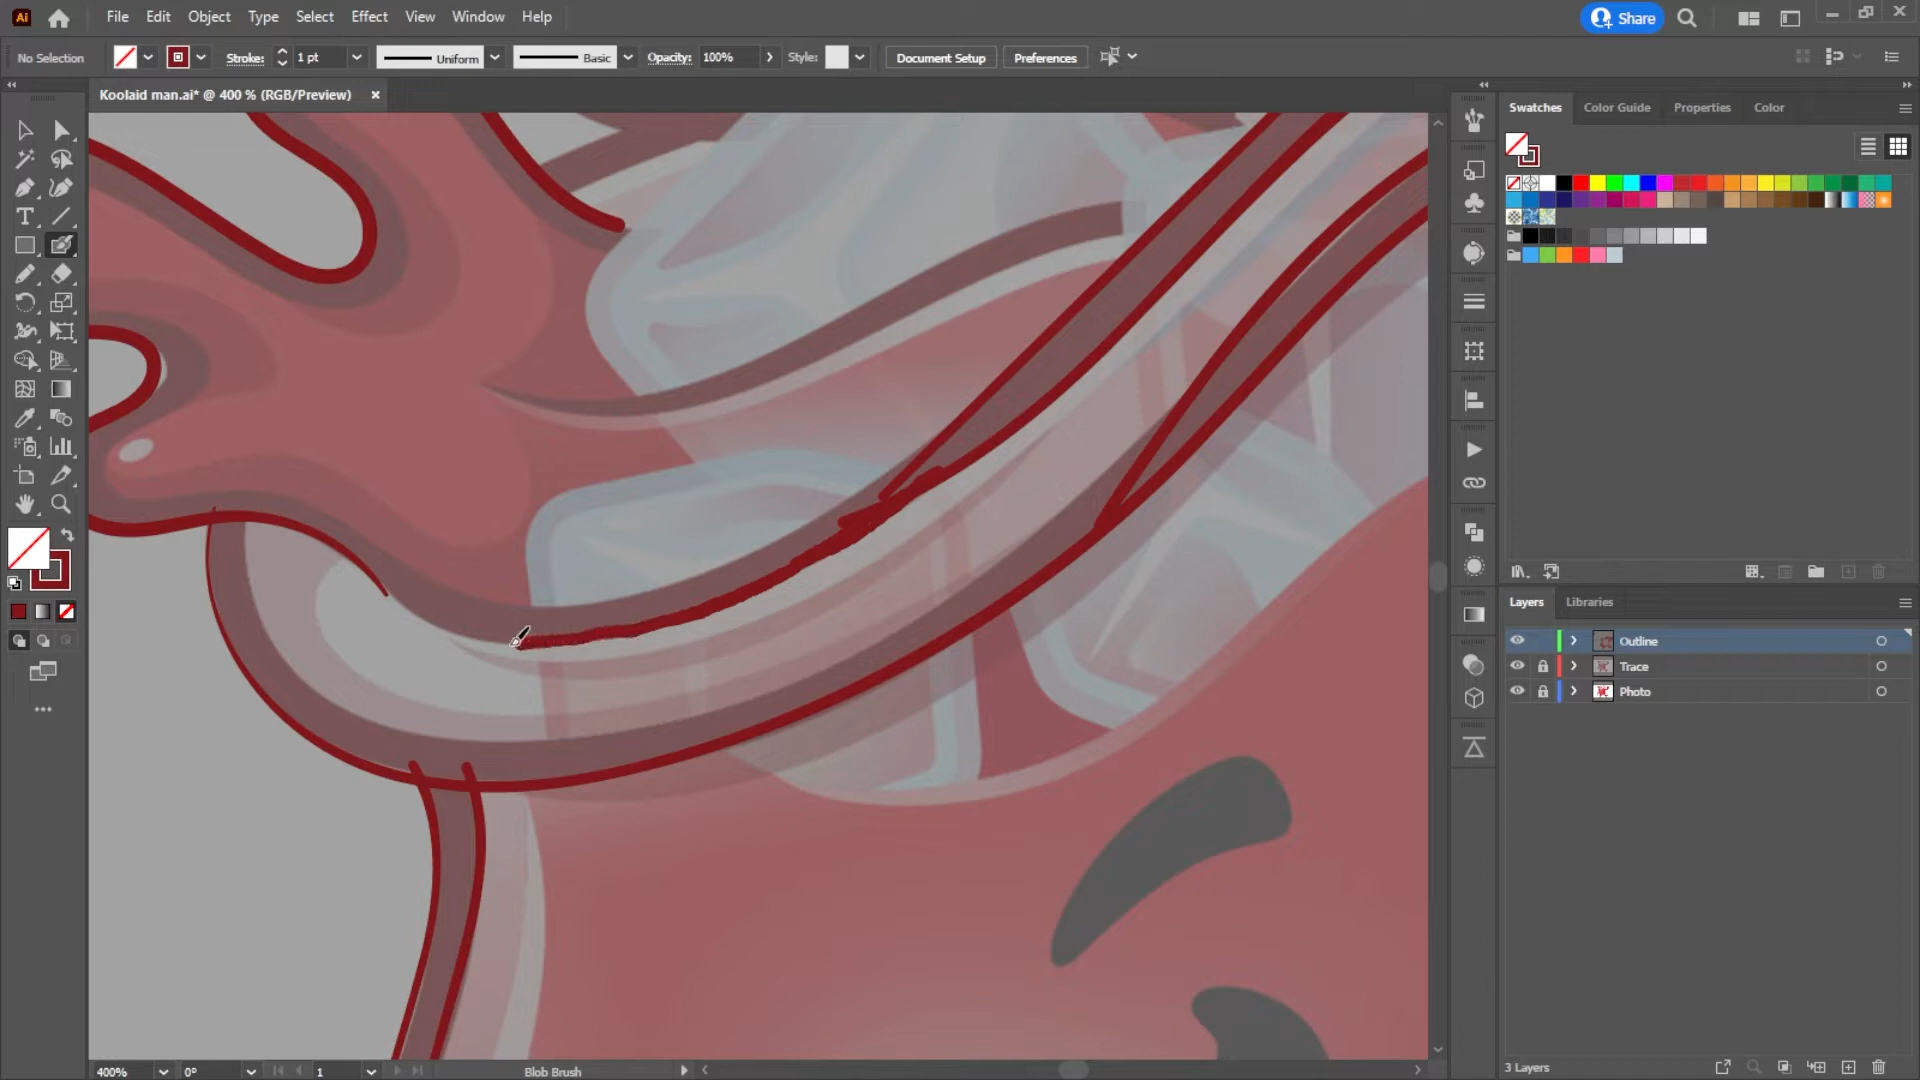 Ai File Edit Object Type Select Effect View Window Help Share
No Selection Stroke: 1 pt Uniform Basic Opacity: 100% Style: Document Setup Preferences
Koolaid man.ai* @ 400 % (RGB/Preview)
Swatches Color Guide Properties Color
Layers Libraries
Outline
Trace
Photo
3 Layers
400% 0° 1 Blob Brush